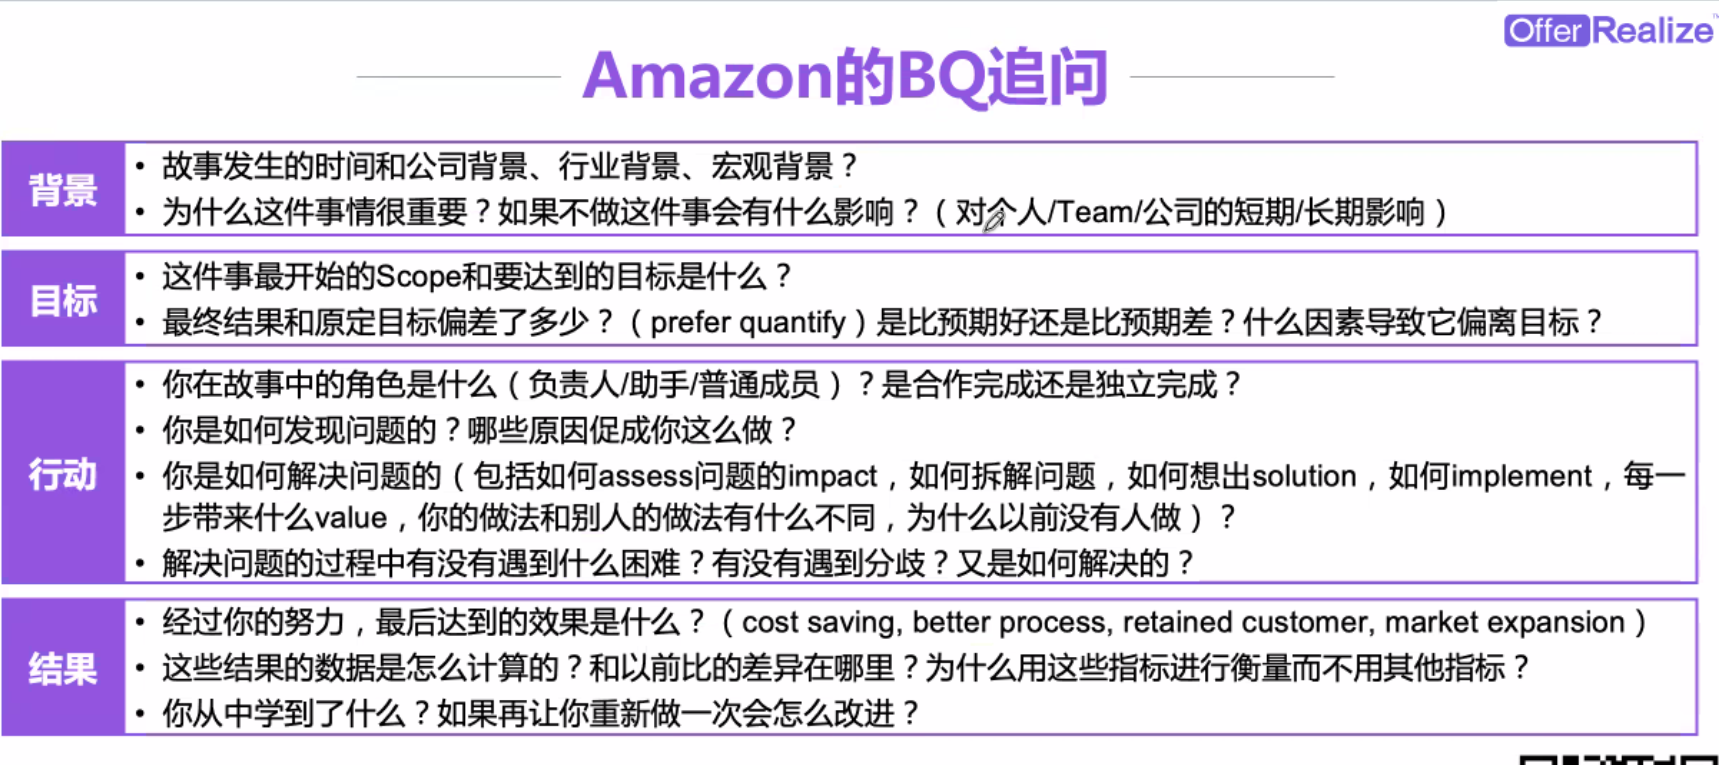 OfferRealize™
Amazon的BQ追问
背景
• 故事发生的时间和公司背景、行业背景、宏观背景？
• 为什么这件事情很重要？如果不做这件事会有什么影响？（对个人/Team/公司的短期/长期影响）
目标
• 这件事最开始的Scope和要达到的目标是什么？
• 最终结果和原定目标偏差了多少？（prefer quantify）是比预期好还是比预期差？什么因素导致它偏离目标？
行动
• 你在故事中的角色是什么（负责人/助手/普通成员）？是合作完成还是独立完成？
• 你是如何发现问题的？哪些原因促成你这么做？
• 你是如何解决问题的（包括如何assess问题的impact，如何拆解问题，如何想出solution，如何implement，每一
步带来什么value，你的做法和别人的做法有什么不同，为什么以前没有人做）？
• 解决问题的过程中有没有遇到什么困难？有没有遇到分歧？又是如何解决的？
结果
• 经过你的努力，最后达到的效果是什么？（cost saving, better process, retained customer, market expansion）
• 这些结果的数据是怎么计算的？和以前比的差异在哪里？为什么用这些指标进行衡量而不用其他指标？
• 你从中学到了什么？如果再让你重新做一次会怎么改进？